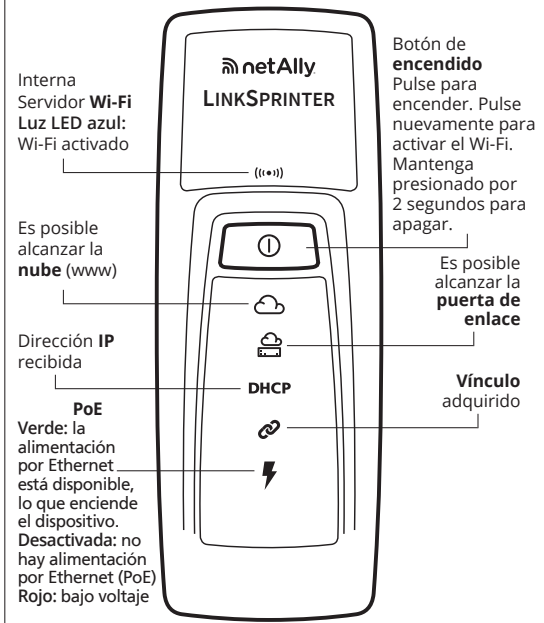 Interna
Servidor Wi-Fi
Luz LED azul:
Wi-Fi activado
Es posible
alcanzar la
nube (www)
Dirección IP
recibida
PoE
Verde: la
alimentación
por Ethernet
está disponible,
lo que enciende
el dispositivo.
Desactivada: no
hay alimentación
por Ethernet (PoE)
Rojo: bajo voltaje
netAlly
LINKSPRINTER
DHCP
Botón de
encendido
Pulse para
encender. Pulse
nuevamente para
activar el Wi-Fi.
Mantenga
presionado por
2 segundos para
apagar.
Es posible
alcanzar la
puerta de
enlace
Vínculo
adquirido